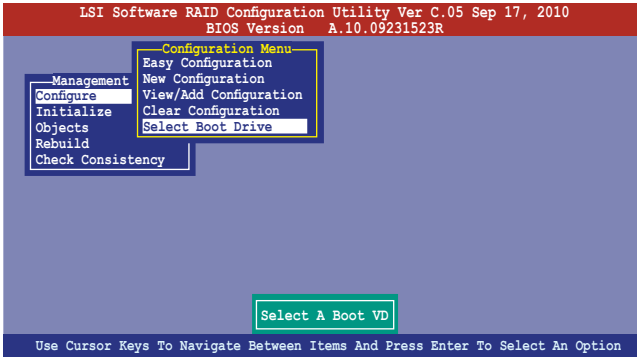 LSI Software RAID Configuration Utility Ver C.05 Sep 17, 2010
BIOS Version A.10.09231523R
Management
Configure
Initialize
Objects
Rebuild
Check Consistency
Configuration Menu
Easy Configuration
New Configuration
View/Add Configuration
Clear Configuration
Select Boot Drive
Select A Boot VD
Use Cursor Keys To Navigate Between Items And Press Enter To Select An Option